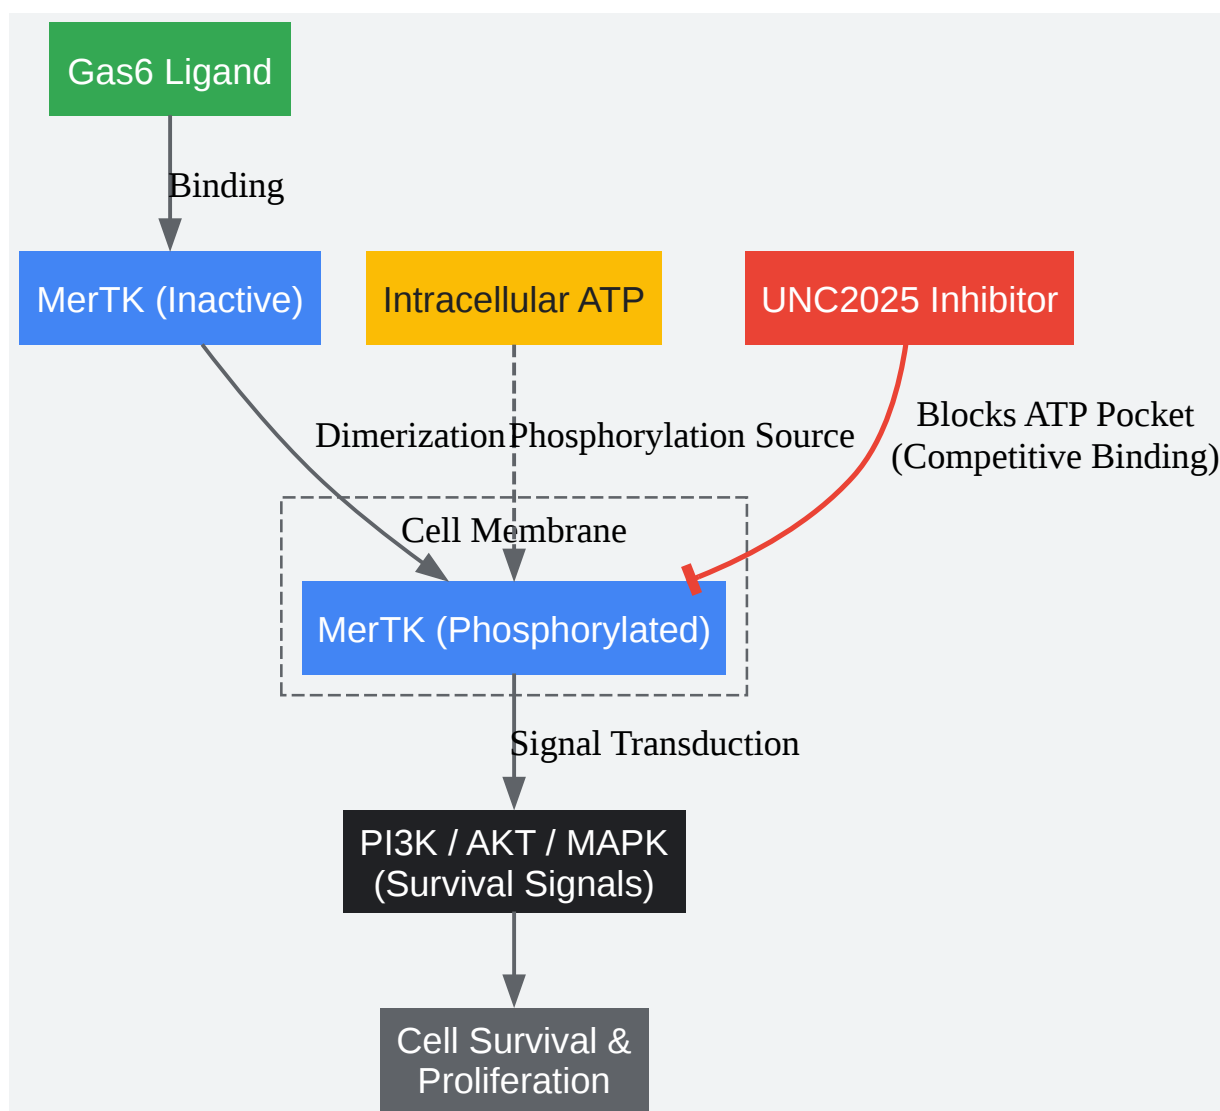 Gas6 Ligand
Binding
MerTK (Inactive)
Intracellular ATP
UNC2025 Inhibitor
Dimerization
Phosphorylation Source
Blocks ATP Pocket
(Competitive Binding)
Cell Membrane
MerTK (Phosphorylated)
Signal Transduction
PI3K / AKT / MAPK
(Survival Signals)
Cell Survival &
Proliferation